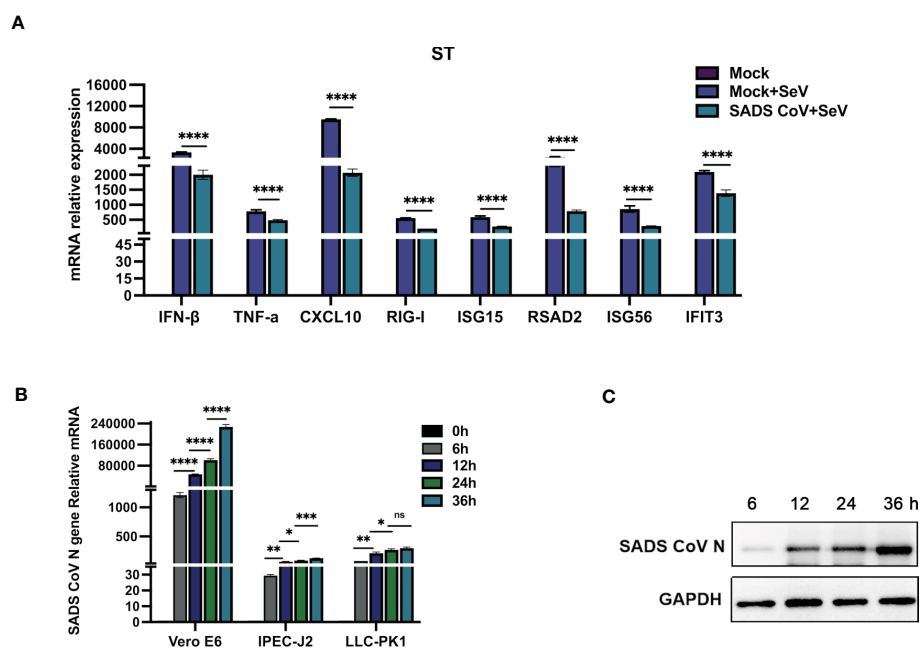 A
ST
mRNA relative expression
16000
12000
8000
4000
2000
1500
1000
500
45
30
15
0
**** **** **** **** **** **** **** ****
IFN-β TNF-a CXCL10 RIG-I ISG15 RSAD2 ISG56 IFIT3
Mock
Mock+SeV
SADS CoV+SeV
B
SADS CoV N gene Relative mRNA
240000
160000
80000
1000
500
30
20
10
0
**** **** **** ** * *** ** * ns
Vero E6 IPEC-J2 LLC-PK1
0h
6h
12h
24h
36h
C
6 12 24 36 h
SADS CoV N
GAPDH